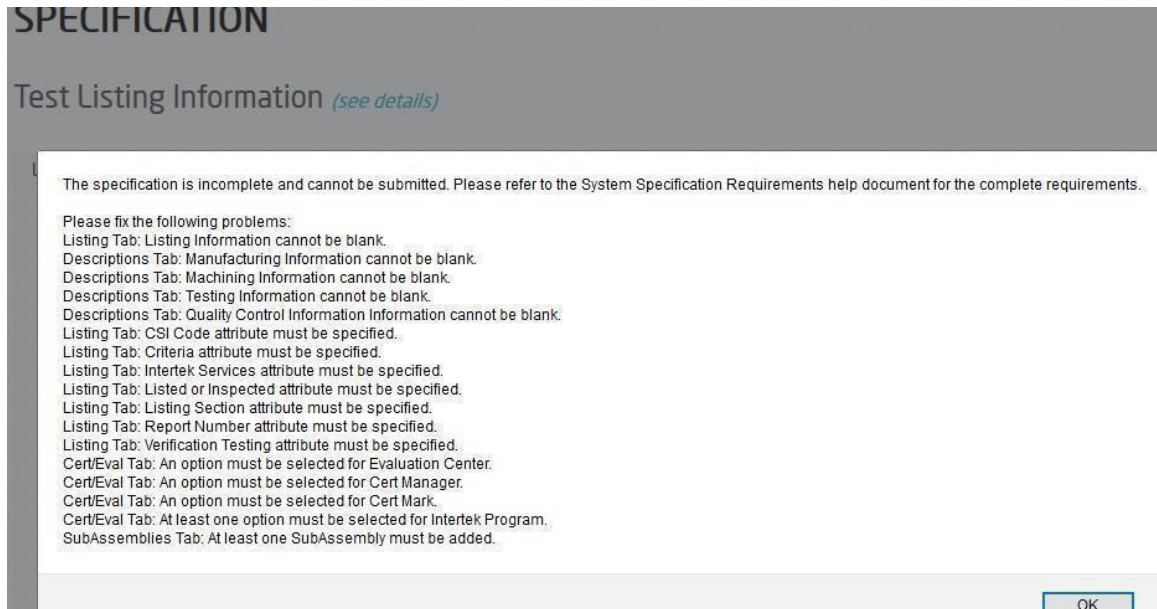 SPECIFICATION
Test Listing Information (see details)
The specification is incomplete and cannot be submitted. Please refer to the System Specification Requirements help document for the complete requirements.
Please fix the following problems:
Listing Tab: Listing Information cannot be blank.
Descriptions Tab: Manufacturing Information cannot be blank.
Descriptions Tab: Machining Information cannot be blank.
Descriptions Tab: Testing Information cannot be blank.
Descriptions Tab: Quality Control Information Information cannot be blank.
Listing Tab: CSI Code attribute must be specified.
Listing Tab: Criteria attribute must be specified.
Listing Tab: Intertek Services attribute must be specified.
Listing Tab: Listed or Inspected attribute must be specified.
Listing Tab: Listing Section attribute must be specified.
Listing Tab: Report Number attribute must be specified.
Listing Tab: Verification Testing attribute must be specified.
Cert/Eval Tab: An option must be selected for Evaluation Center.
Cert/Eval Tab: An option must be selected for Cert Manager.
Cert/Eval Tab: An option must be selected for Cert Mark.
Cert/Eval Tab: At least one option must be selected for Intertek Program.
SubAssemblies Tab: At least one SubAssembly must be added.
OK